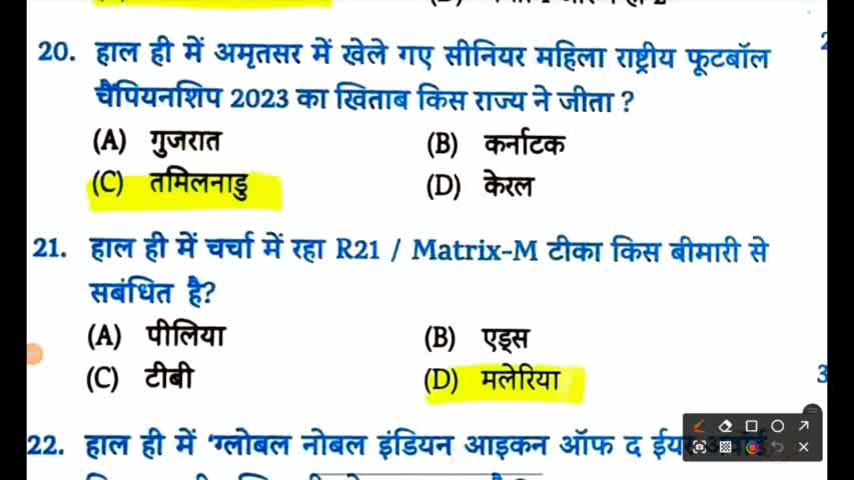 20. हाल ही में अमृतसर में खेले गए सीनियर महिला राष्ट्रीय फूटबॉल
चैंपियनशिप 2023 का खिताब किस राज्य ने जीता ?
(A) गुजरात (B) कर्नाटक
(C) तमिलनाडु (D) केरल
21. हाल ही में चर्चा में रहा R21 / Matrix-M टीका किस बीमारी से
सबंधित है?
(A) पीलिया (B) एड्स
(C) टीबी (D) मलेरिया
22. हाल ही में 'ग्लोबल नोबल इंडियन आइकन ऑफ द